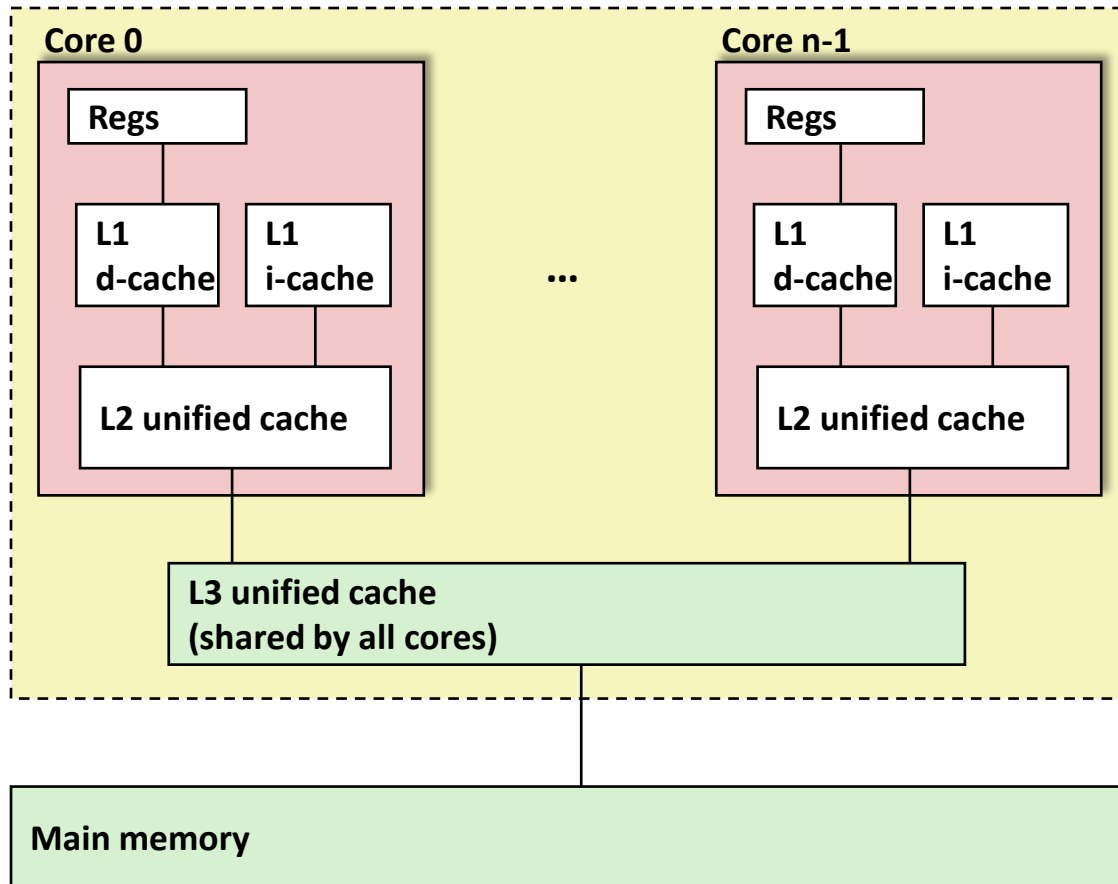 Core 0
Regs
L1
d-cache
L1
i-cache
L2 unified cache
...
Core n-1
Regs
L1
d-cache
L1
i-cache
L2 unified cache
L3 unified cache
(shared by all cores)
Main memory